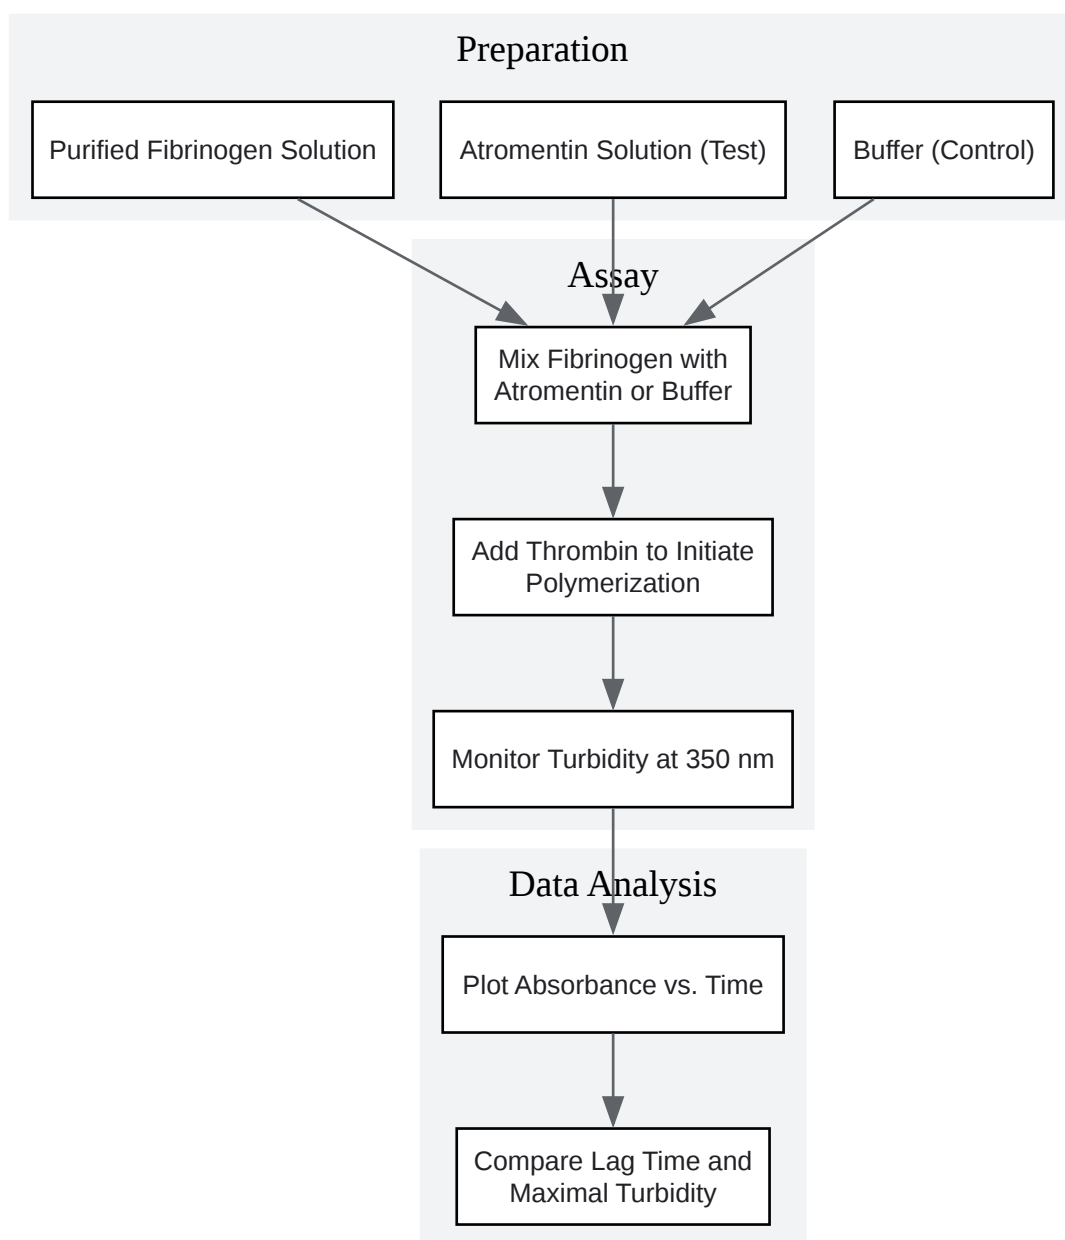 Preparation
Purified Fibrinogen Solution
Atromentin Solution (Test)
Buffer (Control)
Assay
Mix Fibrinogen with
Atromentin or Buffer
Add Thrombin to Initiate
Polymerization
Monitor Turbidity at 350 nm
Data Analysis
Plot Absorbance vs. Time
Compare Lag Time and
Maximal Turbidity